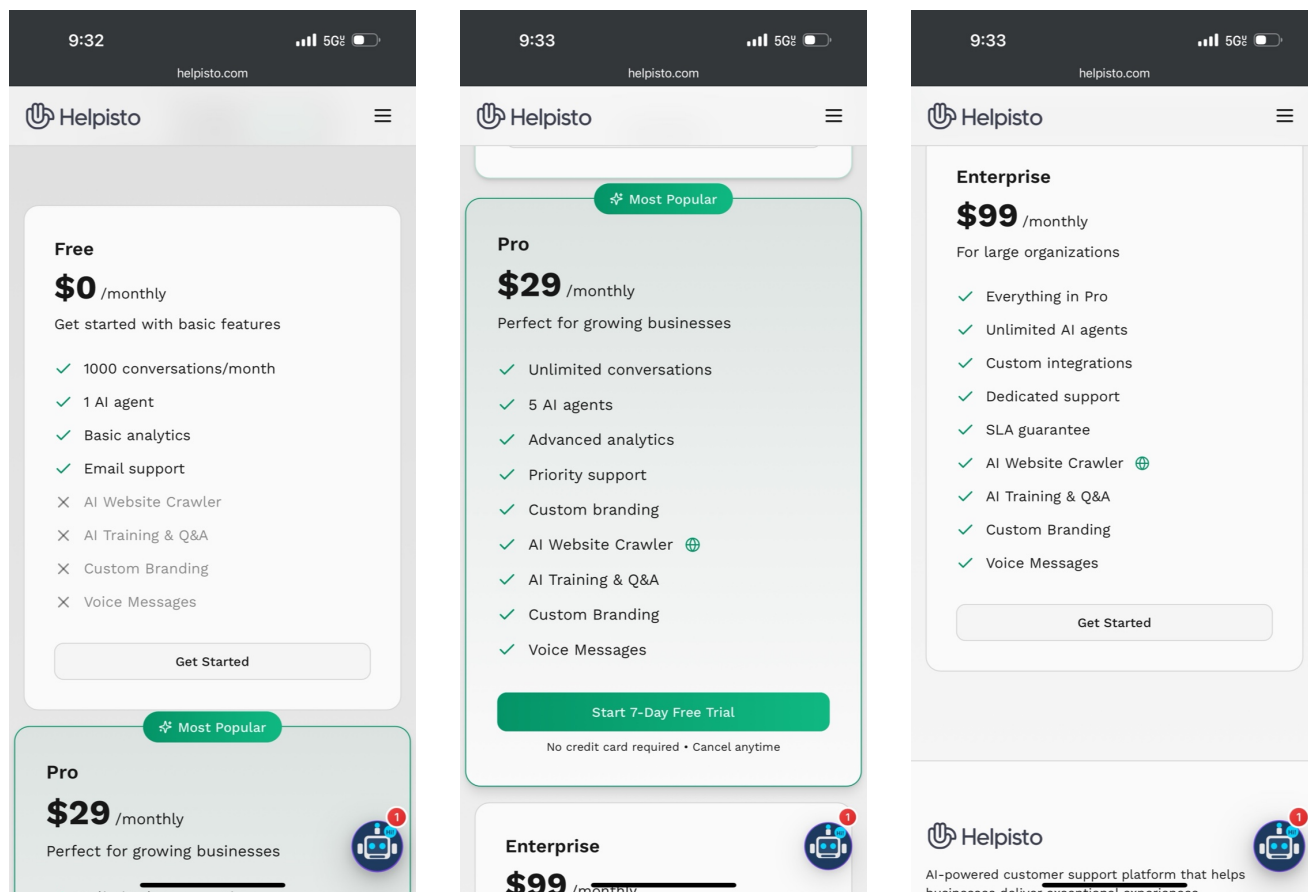 9:32
5G
helpisto.com
Helpisto
Free
$0 /monthly
Get started with basic features
1000 conversations/month
1 AI agent
Basic analytics
Email support
AI Website Crawler
AI Training & Q&A
Custom Branding
Voice Messages
Get Started
Most Popular
Pro
$29 /monthly
Perfect for growing businesses
1
9:33
5G
helpisto.com
Helpisto
Most Popular
Pro
$29 /monthly
Perfect for growing businesses
Unlimited conversations
5 AI agents
Advanced analytics
Priority support
Custom branding
AI Website Crawler
AI Training & Q&A
Custom Branding
Voice Messages
Start 7-Day Free Trial
No credit card required • Cancel anytime
Enterprise
$99 /monthly
1
9:33
5G
helpisto.com
Helpisto
Enterprise
$99 /monthly
For large organizations
Everything in Pro
Unlimited AI agents
Custom integrations
Dedicated support
SLA guarantee
AI Website Crawler
AI Training & Q&A
Custom Branding
Voice Messages
Get Started
1
Helpisto
AI-powered customer support platform that helps
businesses deliver exceptional experiences